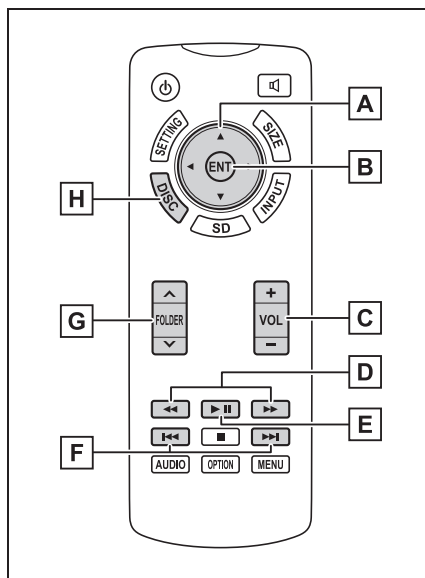 A
SETTING
SIZE
ENT
B
H
DISC
INPUT
SD
G
FOLDER
+
VOL
−
C
D
E
F
AUDIO
OPTION
MENU